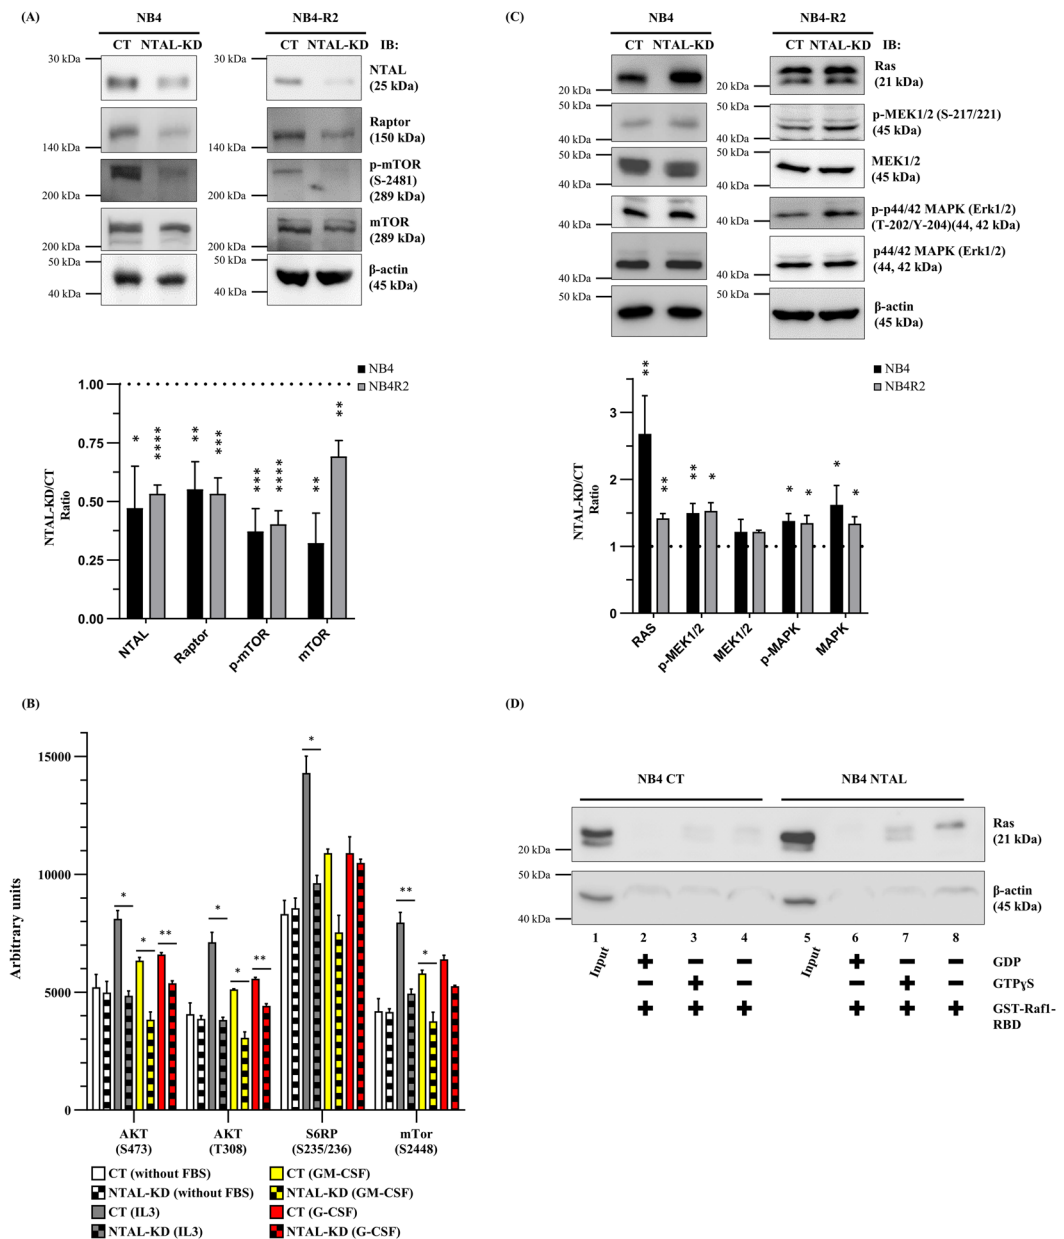 (A)
NB4
NB4-R2
CT NTAL-KD
CT NTAL-KD IB:
30 kDa
30 kDa
NTAL
(25 kDa)
Raptor
(150 kDa)
140 kDa
140 kDa
p-mTOR
(S-2481)
(289 kDa)
200 kDa
200 kDa
mTOR
(289 kDa)
200 kDa
200 kDa
50 kDa
50 kDa
β-actin
(45 kDa)
40 kDa
40 kDa
NB4
NB4R2
1.00
0.75
0.50
0.25
0.00
NTAL-KD/CT
Ratio
*
****
**
***
***
****
**
**
NTAL
Raptor
p-mTOR
mTOR
(C)
NB4
NB4-R2
CT NTAL-KD
CT NTAL-KD IB:
Ras
(21 kDa)
20 kDa
20 kDa
50 kDa
50 kDa
p-MEK1/2 (S-217/221)
(45 kDa)
40 kDa
40 kDa
50 kDa
50 kDa
MEK1/2
(45 kDa)
40 kDa
40 kDa
p-p44/42 MAPK (Erk1/2)
(T-202/Y-204)(44, 42 kDa)
40 kDa
40 kDa
p44/42 MAPK (Erk1/2)
(44, 42 kDa)
40 kDa
40 kDa
50 kDa
50 kDa
β-actin
(45 kDa)
NB4
NB4R2
3
2
1
0
NTAL-KD/CT
Ratio
**
**
**
*
*
*
*
*
RAS
p-MEK1/2
MEK1/2
p-MAPK
MAPK
(B)
15000
10000
5000
0
Arbitrary units
*
*
**
*
*
**
*
**
*
AKT
(S473)
AKT
(T308)
S6RP
(S235/236)
mTor
(S2448)
CT (without FBS)
NTAL-KD (without FBS)
CT (IL3)
NTAL-KD (IL3)
CT (GM-CSF)
NTAL-KD (GM-CSF)
CT (G-CSF)
NTAL-KD (G-CSF)
(D)
NB4 CT
NB4 NTAL
Ras
(21 kDa)
20 kDa
50 kDa
β-actin
(45 kDa)
40 kDa
1 2 3 4 5 6 7 8
Input
Input
+ − − + − − GDP
− + − − + − GTPγS
+ + + + + + GST-Raf1-
RBD